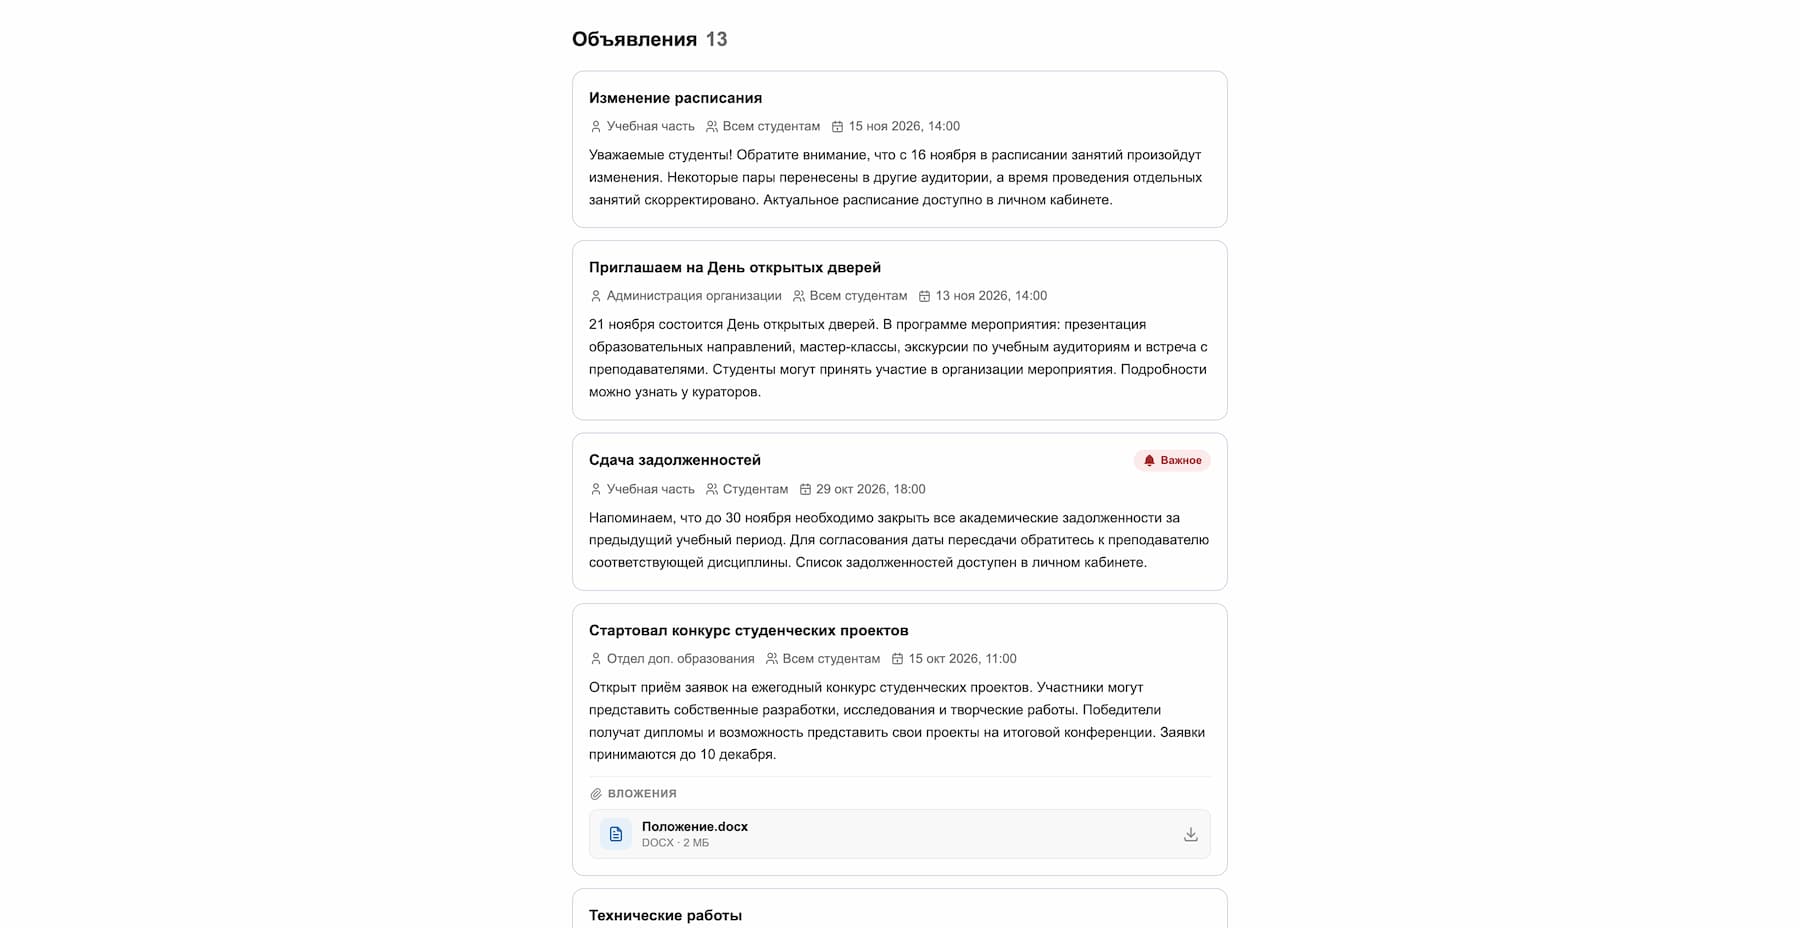 Объявления 13
Изменение расписания
Учебная часть Всем студентам 15 ноя 2026, 14:00
Уважаемые студенты! Обратите внимание, что с 16 ноября в расписании занятий произойдут
изменения. Некоторые пары перенесены в другие аудитории, а время проведения отдельных
занятий скорректировано. Актуальное расписание доступно в личном кабинете.
Приглашаем на День открытых дверей
Администрация организации Всем студентам 13 ноя 2026, 14:00
21 ноября состоится День открытых дверей. В программе мероприятия: презентация
образовательных направлений, мастер-классы, экскурсии по учебным аудиториям и встреча с
преподавателями. Студенты могут принять участие в организации мероприятия. Подробности
можно узнать у кураторов.
Сдача задолженностей Важное
Учебная часть Студентам 29 окт 2026, 18:00
Напоминаем, что до 30 ноября необходимо закрыть все академические задолженности за
предыдущий учебный период. Для согласования даты пересдачи обратитесь к преподавателю
соответствующей дисциплины. Список задолженностей доступен в личном кабинете.
Стартовал конкурс студенческих проектов
Отдел доп. образования Всем студентам 15 окт 2026, 11:00
Открыт приём заявок на ежегодный конкурс студенческих проектов. Участники могут
представить собственные разработки, исследования и творческие работы. Победители
получат дипломы и возможность представить свои проекты на итоговой конференции. Заявки
принимаются до 10 декабря.
ВЛОЖЕНИЯ
Положение.docx
DOCX · 2 МБ
Технические работы